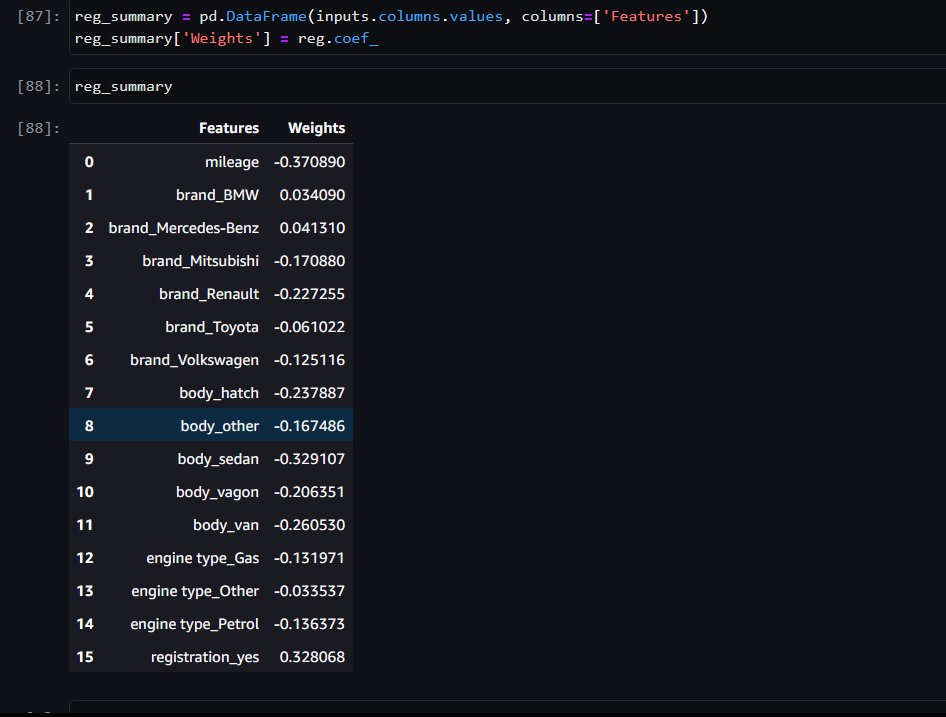 [87]: reg_summary = pd.DataFrame(inputs.columns.values, columns=['Features'])
reg_summary['Weights'] = reg.coef_
[88]: reg_summary
[88]: Features Weights
0 mileage -0.370890
1 brand_BMW 0.034090
2 brand_Mercedes-Benz 0.041310
3 brand_Mitsubishi -0.170880
4 brand_Renault -0.227255
5 brand_Toyota -0.061022
6 brand_Volkswagen -0.125116
7 body_hatch -0.237887
8 body_other -0.167486
9 body_sedan -0.329107
10 body_vagon -0.206351
11 body_van -0.260530
12 engine type_Gas -0.131971
13 engine type_Other -0.033537
14 engine type_Petrol -0.136373
15 registration_yes 0.328068